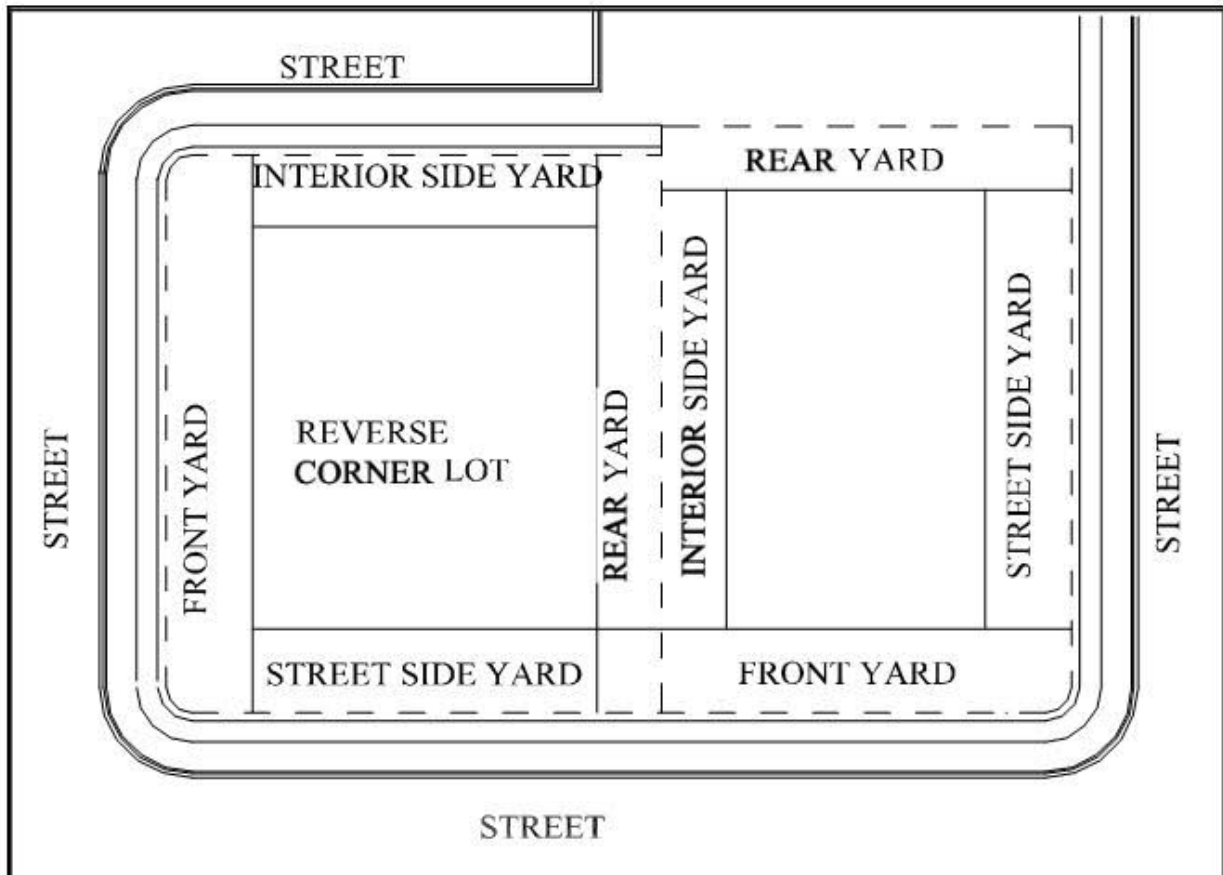 STREET
REAR YARD
INTERIOR SIDE YARD
STREET
FRONT YARD
REVERSE
CORNER LOT
REAR YARD
INTERIOR SIDE YARD
STREET SIDE YARD
STREET
STREET SIDE YARD
FRONT YARD
STREET